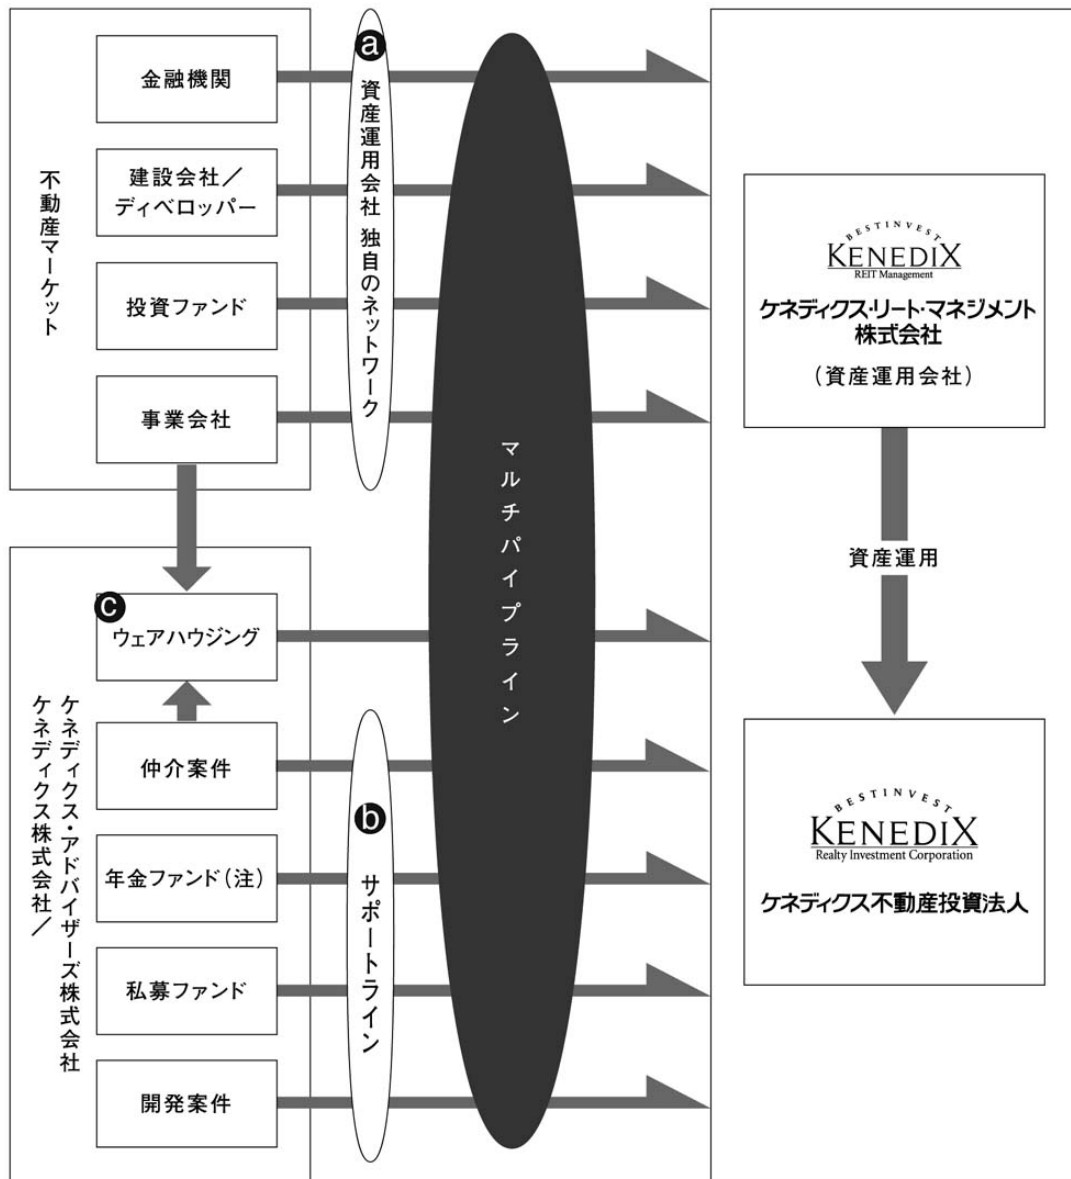 不動産マーケット
金融機関
建設会社／
ディベロッパー
投資ファンド
事業会社
a
資産運用会社 独自のネットワーク
ケネディクス株式会社／
ケネディクス・アドバイザーズ株式会社
c
ウェアハウジング
仲介案件
年金ファンド（注）
私募ファンド
開発案件
b
サポートライン
マルチパイプライン
BESTINVEST
KENEDIX
REIT Management
ケネディクス・リート・マネジメント
株式会社
（資産運用会社）
資産運用
BESTINVEST
KENEDIX
Realty Investment Corporation
ケネディクス不動産投資法人